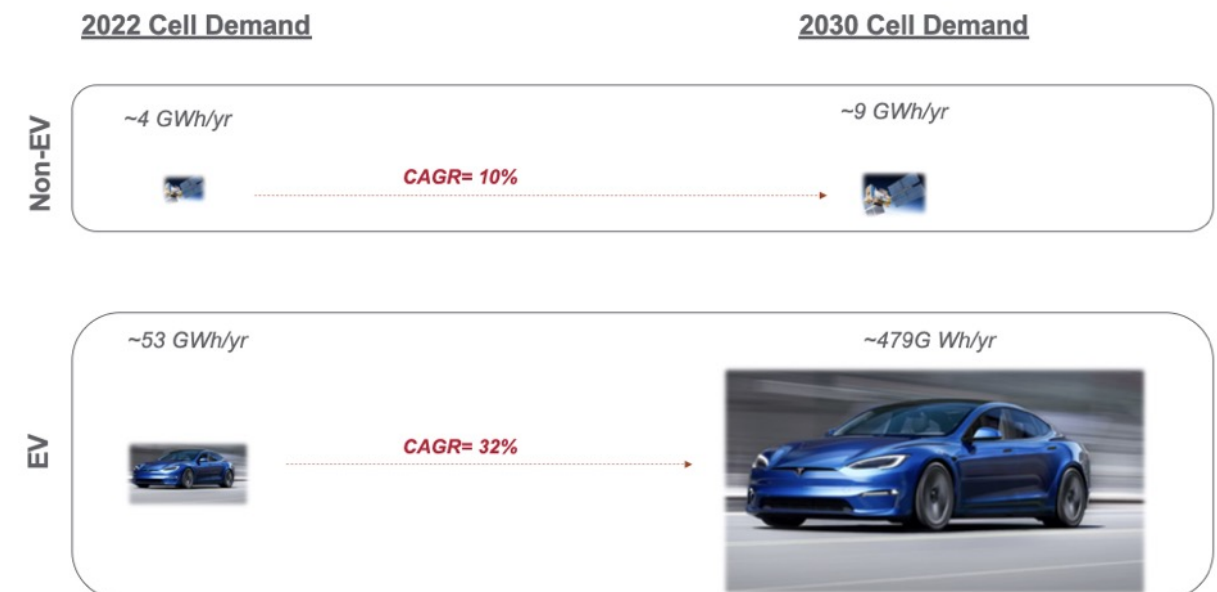 2022 Cell Demand
2030 Cell Demand
Non-EV
~4 GWh/yr
~9 GWh/yr
CAGR= 10%
EV
~53 GWh/yr
~479G Wh/yr
CAGR= 32%